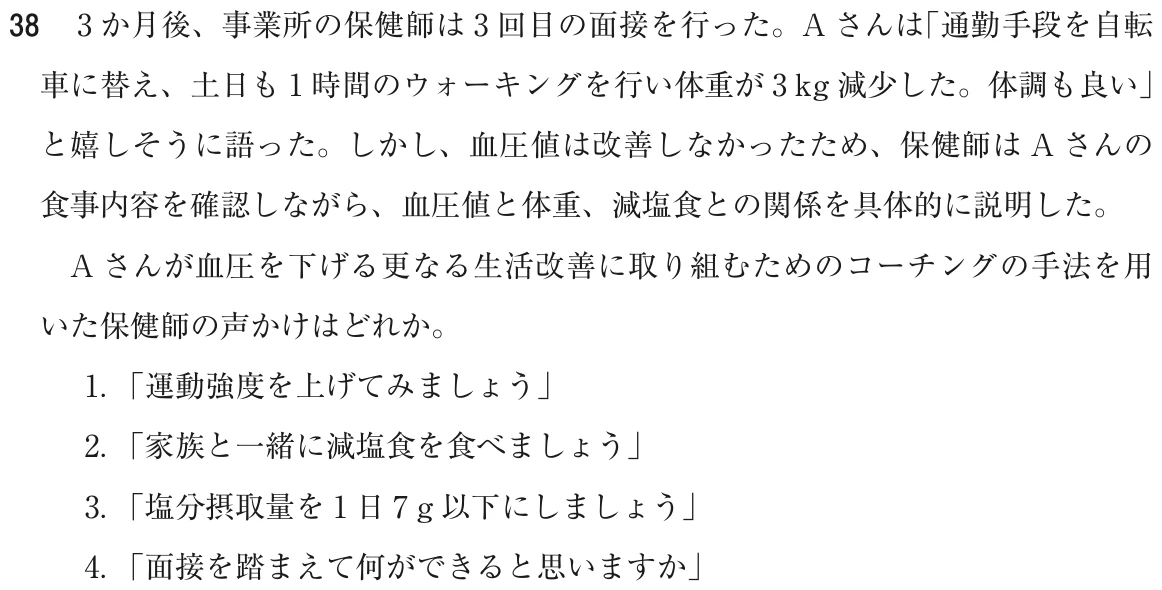 38　3か月後、事業所の保健師は3回目の面接を行った。Aさんは「通勤手段を自転
車に替え、土日も1時間のウォーキングを行い体重が3kg減少した。体調も良い」
と嬉しそうに語った。しかし、血圧値は改善しなかったため、保健師はAさんの
食事内容を確認しながら、血圧値と体重、減塩食との関係を具体的に説明した。
Aさんが血圧を下げる更なる生活改善に取り組むためのコーチングの手法を用
いた保健師の声かけはどれか。
1. 「運動強度を上げてみましょう」
2. 「家族と一緒に減塩食を食べましょう」
3. 「塩分摂取量を1日7g以下にしましょう」
4. 「面接を踏まえて何ができると思いますか」